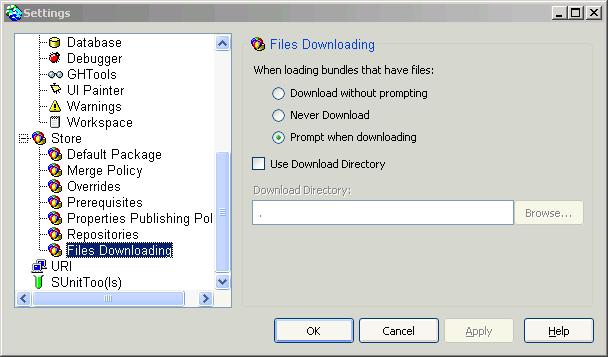 Settings
Database
Debugger
GHTools
UI Painter
Warnings
Workspace
Store
Default Package
Merge Policy
Overrides
Prerequisites
Properties Publishing Pol
Repositories
Files Downloading
URI
SUnitToo(ls)
Files Downloading
When loading bundles that have files:
Download without prompting
Never Download
Prompt when downloading
Use Download Directory
Download Directory:
.
Browse...
OK
Cancel
Apply
Help